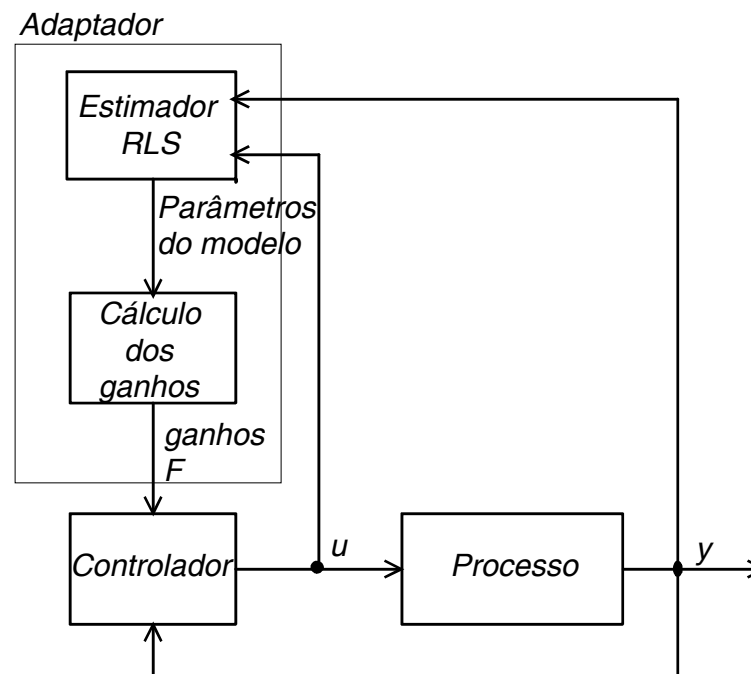 Adaptador
Estimador
RLS
Parâmetros
do modelo
Cálculo
dos
ganhos
ganhos
F
Controlador
u
Processo
y